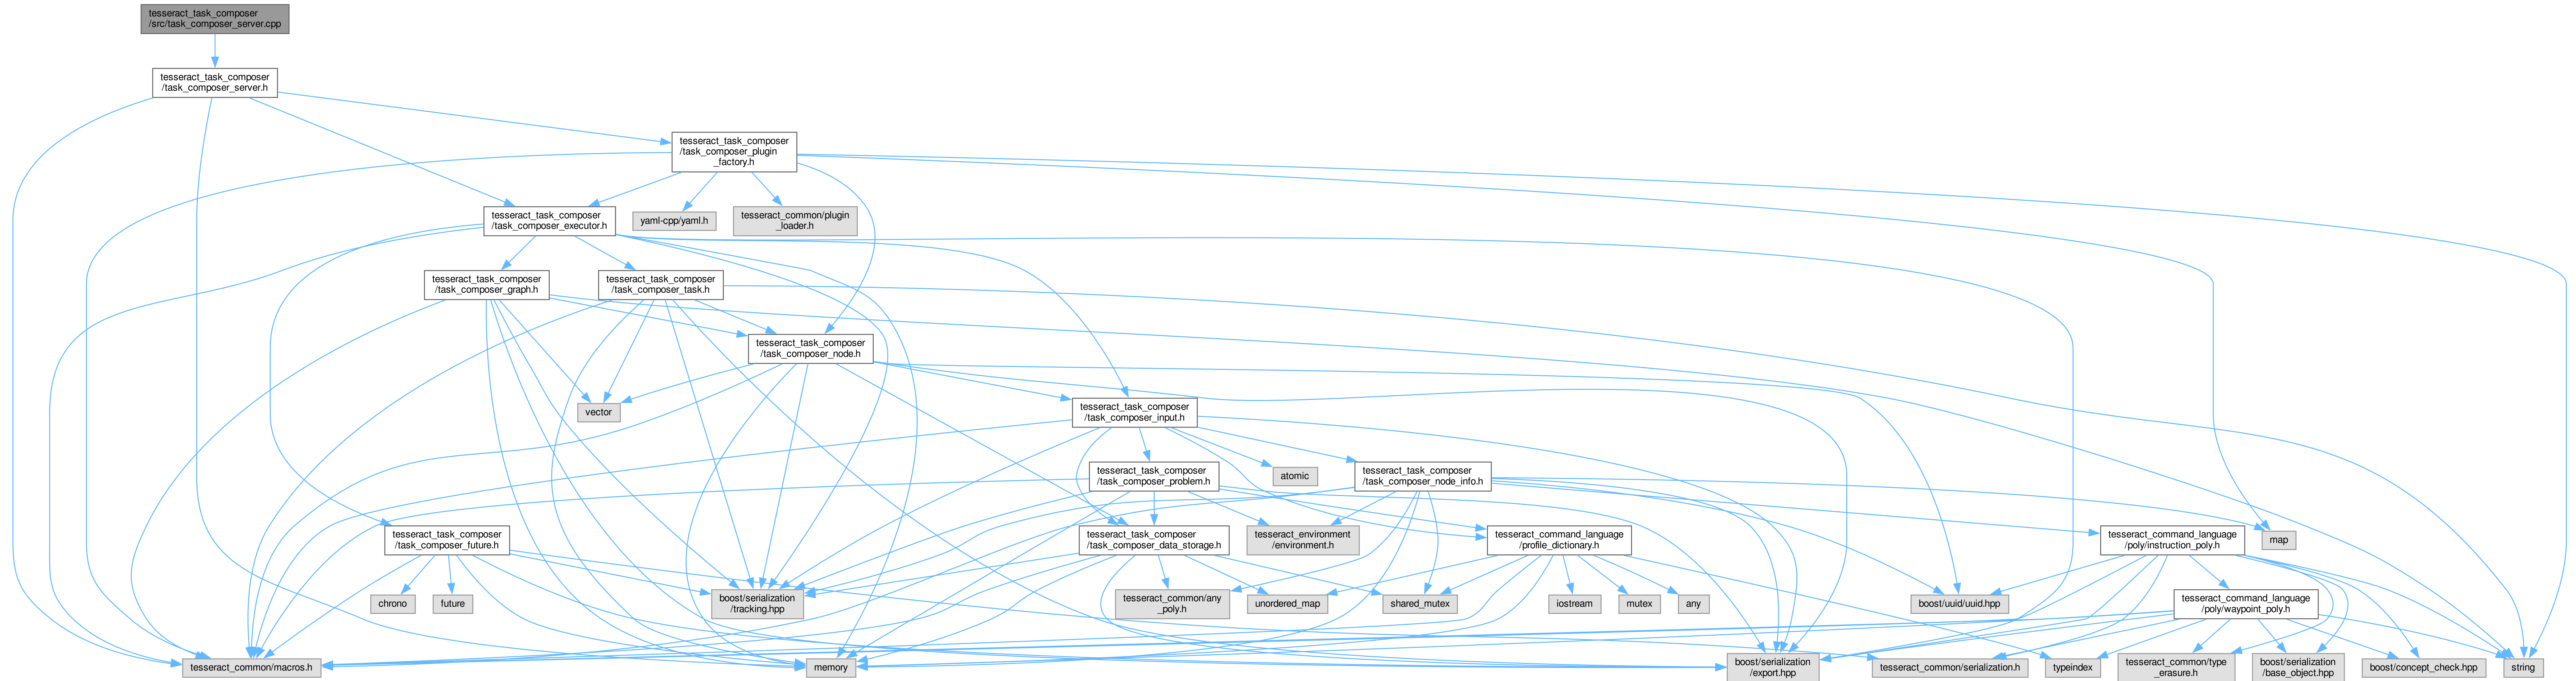 tesseract_task_composer
/src/task_composer_server.cpp
tesseract_task_composer
/task_composer_server.h
tesseract_task_composer
/task_composer_plugin
_factory.h
tesseract_task_composer
/task_composer_executor.h
yaml-cpp/yaml.h
tesseract_common/plugin
_loader.h
tesseract_task_composer
/task_composer_graph.h
tesseract_task_composer
/task_composer_task.h
tesseract_task_composer
/task_composer_node.h
vector
tesseract_task_composer
/task_composer_input.h
tesseract_task_composer
/task_composer_problem.h
atomic
tesseract_task_composer
/task_composer_node_info.h
tesseract_task_composer
/task_composer_future.h
tesseract_task_composer
/task_composer_data_storage.h
tesseract_environment
/environment.h
tesseract_command_language
/profile_dictionary.h
tesseract_command_language
/poly/instruction_poly.h
map
chrono
future
boost/serialization
/tracking.hpp
tesseract_common/any
_poly.h
unordered_map
shared_mutex
iostream
mutex
any
boost/uuid/uuid.hpp
tesseract_command_language
/poly/waypoint_poly.h
tesseract_common/macros.h
memory
boost/serialization
/export.hpp
tesseract_common/serialization.h
typeindex
tesseract_common/type
_erasure.h
boost/serialization
/base_object.hpp
boost/concept_check.hpp
string